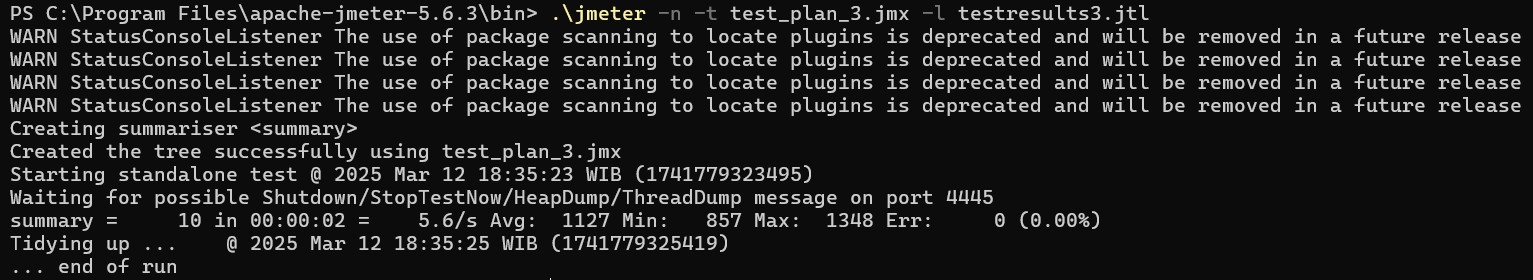 PS C:\Program Files\apache-jmeter-5.6.3\bin> .\jmeter -n -t test_plan_3.jmx -l testresults3.jtl
WARN StatusConsoleListener The use of package scanning to locate plugins is deprecated and will be removed in a future release
WARN StatusConsoleListener The use of package scanning to locate plugins is deprecated and will be removed in a future release
WARN StatusConsoleListener The use of package scanning to locate plugins is deprecated and will be removed in a future release
WARN StatusConsoleListener The use of package scanning to locate plugins is deprecated and will be removed in a future release
Creating summariser <summary>
Created the tree successfully using test_plan_3.jmx
Starting standalone test @ 2025 Mar 12 18:35:23 WIB (1741779323495)
Waiting for possible Shutdown/StopTestNow/HeapDump/ThreadDump message on port 4445
summary =     10 in 00:00:02 =    5.6/s Avg:  1127 Min:   857 Max:  1348 Err:     0 (0.00%)
Tidying up ...    @ 2025 Mar 12 18:35:25 WIB (1741779325419)
... end of run